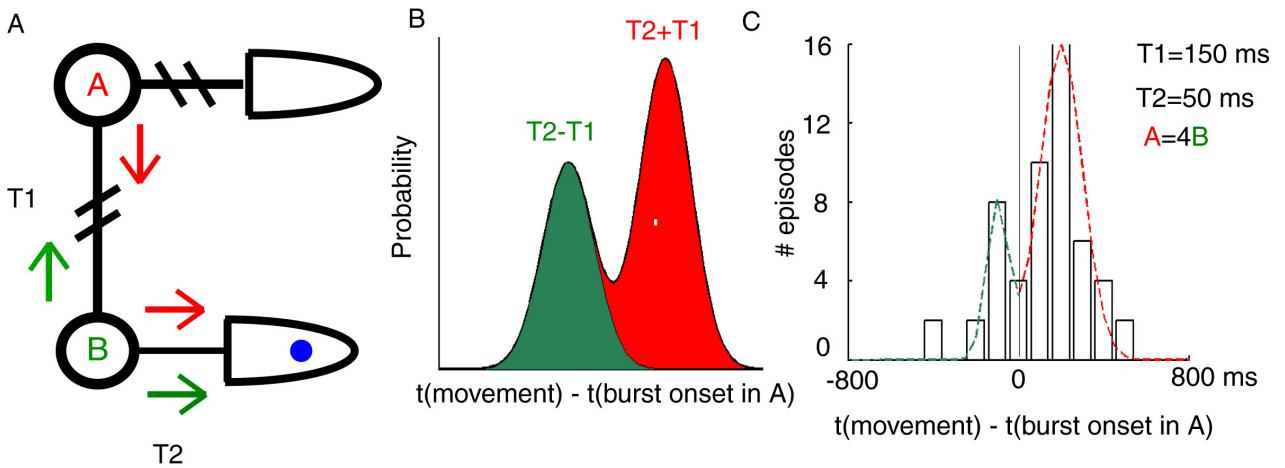 A
A
T1
B
T2
B
T2+T1
T2-T1
Probability
t(movement) - t(burst onset in A)
C
16
12
8
4
0
# episodes
T1=150 ms
T2=50 ms
A=4B
-800
0
800 ms
t(movement) - t(burst onset in A)